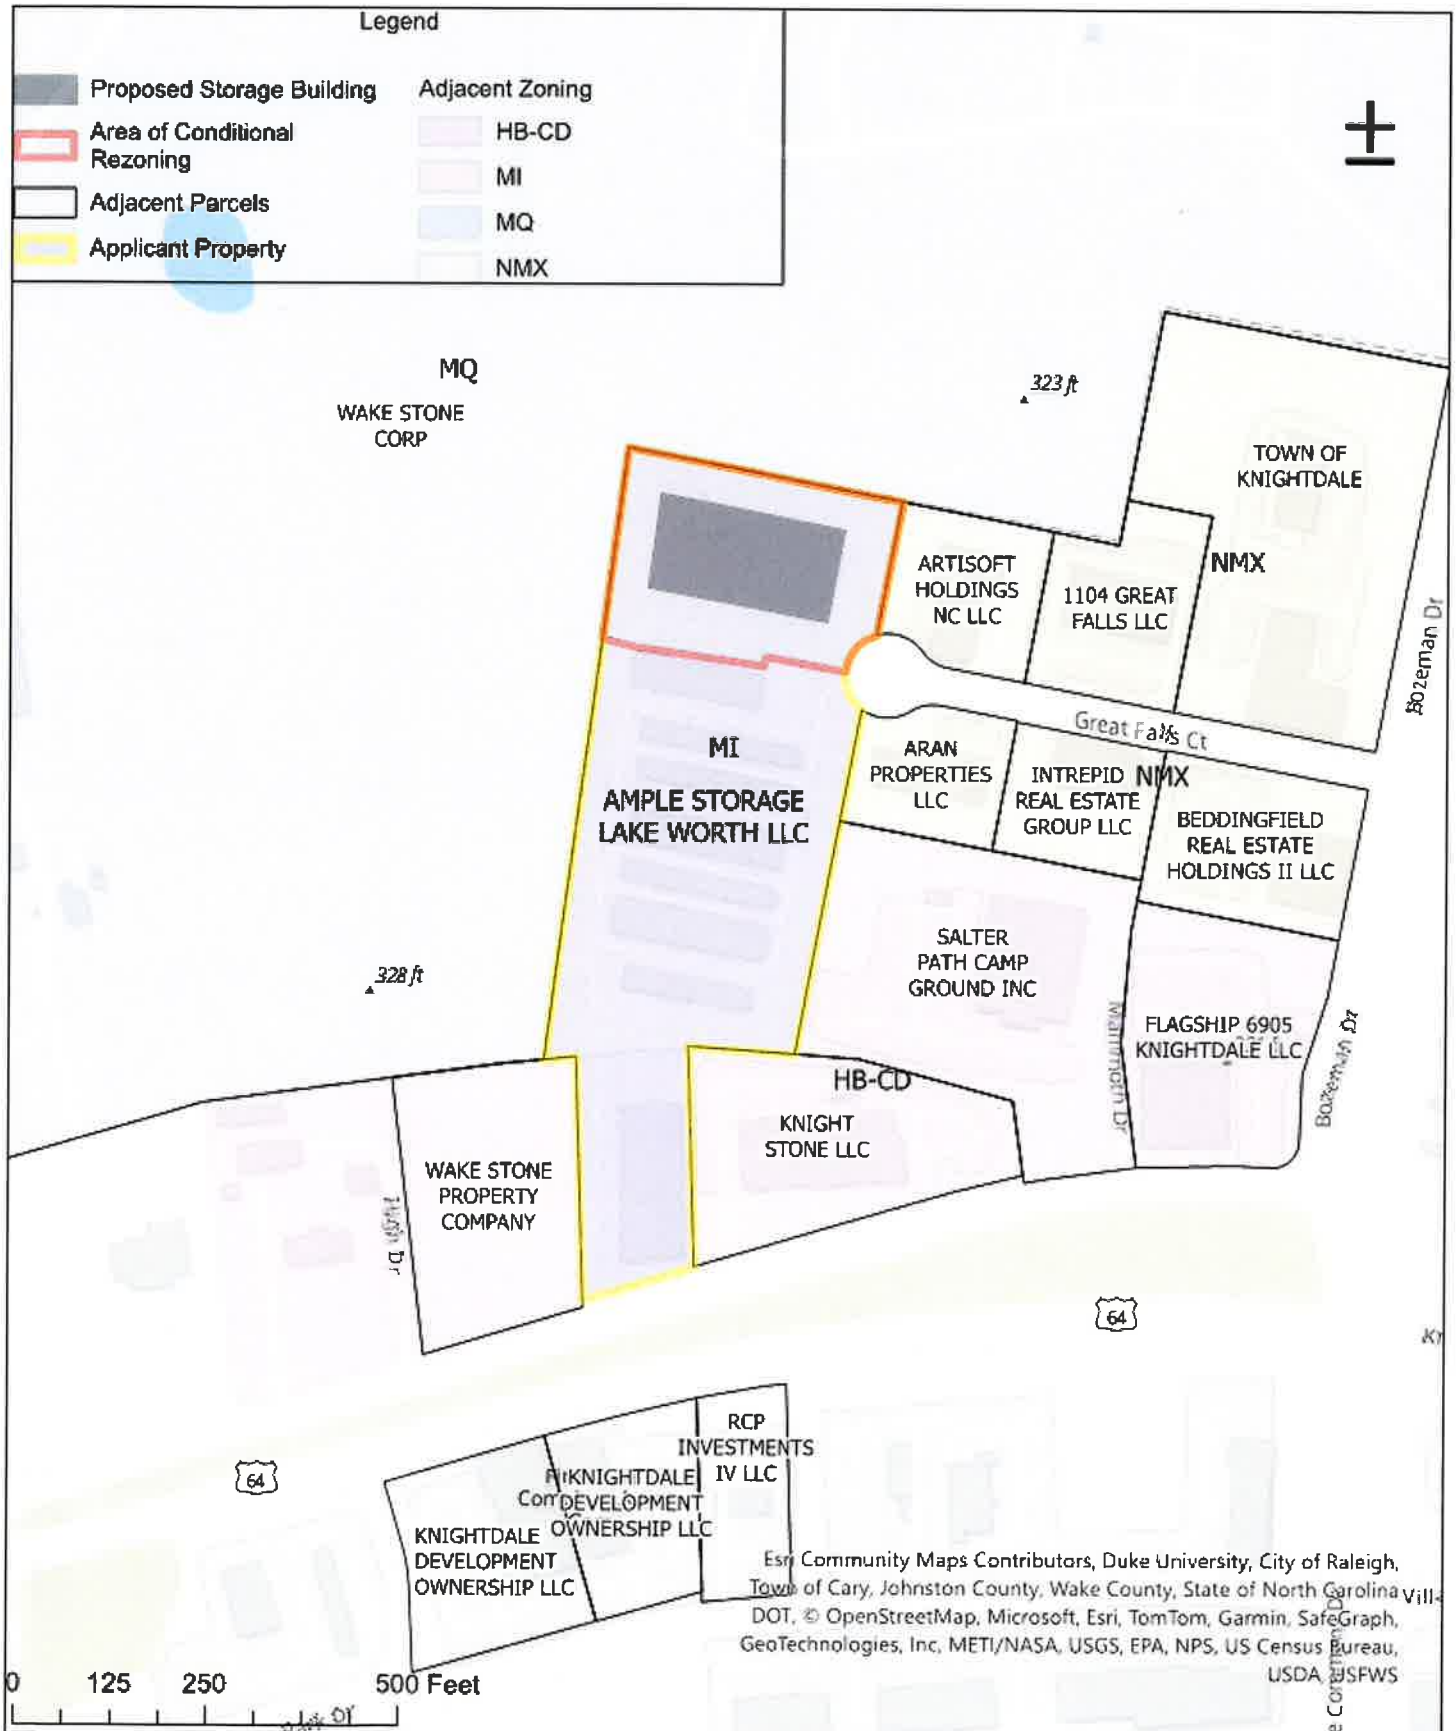 Legend
Proposed Storage Building
Area of Conditional
Rezoning
Adjacent Parcels
Applicant Property
Adjacent Zoning
HB-CD
MI
MQ
NMX
±
MQ
WAKE STONE
CORP
323 ft
TOWN OF
KNIGHTDALE
NMX
ARTISOFT
HOLDINGS
NC LLC
1104 GREAT
FALLS LLC
Bozeman Dr
Great Falls Ct
MI
AMPLE STORAGE
LAKE WORTH LLC
ARAN
PROPERTIES
LLC
INTREPID
REAL ESTATE
GROUP LLC
NMX
BEDDINGFIELD
REAL ESTATE
HOLDINGS II LLC
SALTER
PATH CAMP
GROUND INC
328 ft
Mammoth Dr
FLAGSHIP 6905
KNIGHTDALE LLC
Bozeman Dr
HB-CD
KNIGHT
STONE LLC
WAKE STONE
PROPERTY
COMPANY
Hugh Dr
64
Kr
64
RCP
INVESTMENTS
IV LLC
KNIGHTDALE
DEVELOPMENT
OWNERSHIP LLC
KNIGHTDALE
DEVELOPMENT
OWNERSHIP LLC
Esri Community Maps Contributors, Duke University, City of Raleigh,
Town of Cary, Johnston County, Wake County, State of North Carolina
DOT, © OpenStreetMap, Microsoft, Esri, TomTom, Garmin, SafeGraph,
GeoTechnologies, Inc, METI/NASA, USGS, EPA, NPS, US Census Bureau,
USDA, USFWS
0 125 250 500 Feet